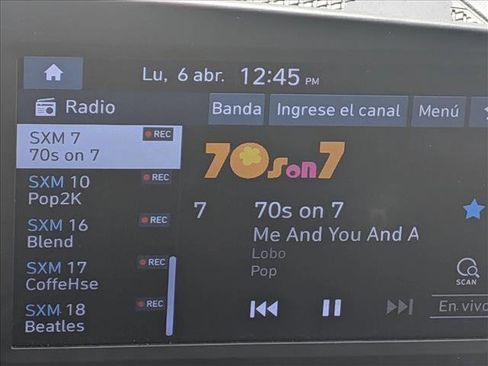 Lu, 6 abr. 12:45 PM
Radio
Banda
Ingrese el canal
Menú
SXM 7 REC
70s on 7
SXM 10 REC
Pop2K
SXM 16 REC
Blend
SXM 17 REC
CoffeHse
SXM 18 REC
Beatles
70s on 7
7 70s on 7
Me And You And A
Lobo
Pop
SCAN
En vivo